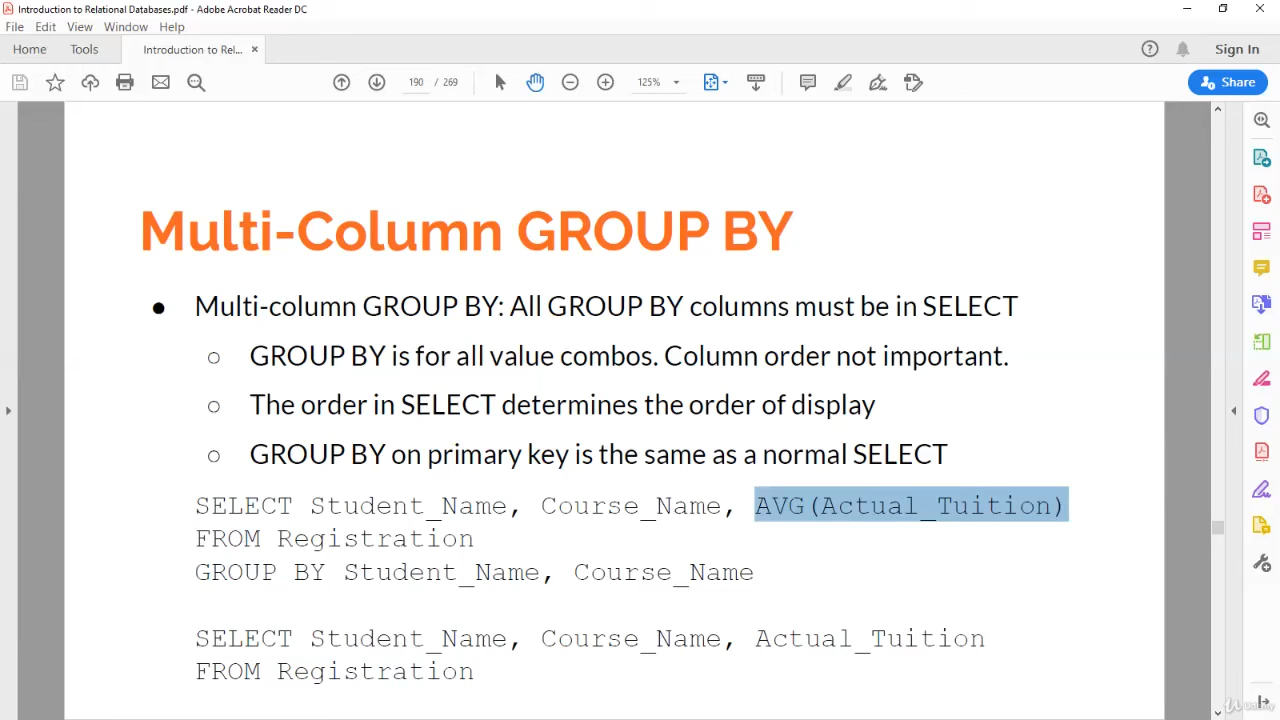 Introduction to Relational Databases.pdf - Adobe Acrobat Reader DC
File Edit View Window Help
Home Tools Introduction to Rel... × Sign In
190 / 269 125% Share
Multi-Column GROUP BY
● Multi-column GROUP BY: All GROUP BY columns must be in SELECT
○ GROUP BY is for all value combos. Column order not important.
○ The order in SELECT determines the order of display
○ GROUP BY on primary key is the same as a normal SELECT
SELECT Student_Name, Course_Name, AVG(Actual_Tuition)
FROM Registration
GROUP BY Student_Name, Course_Name
SELECT Student_Name, Course_Name, Actual_Tuition
FROM Registration
Udemy